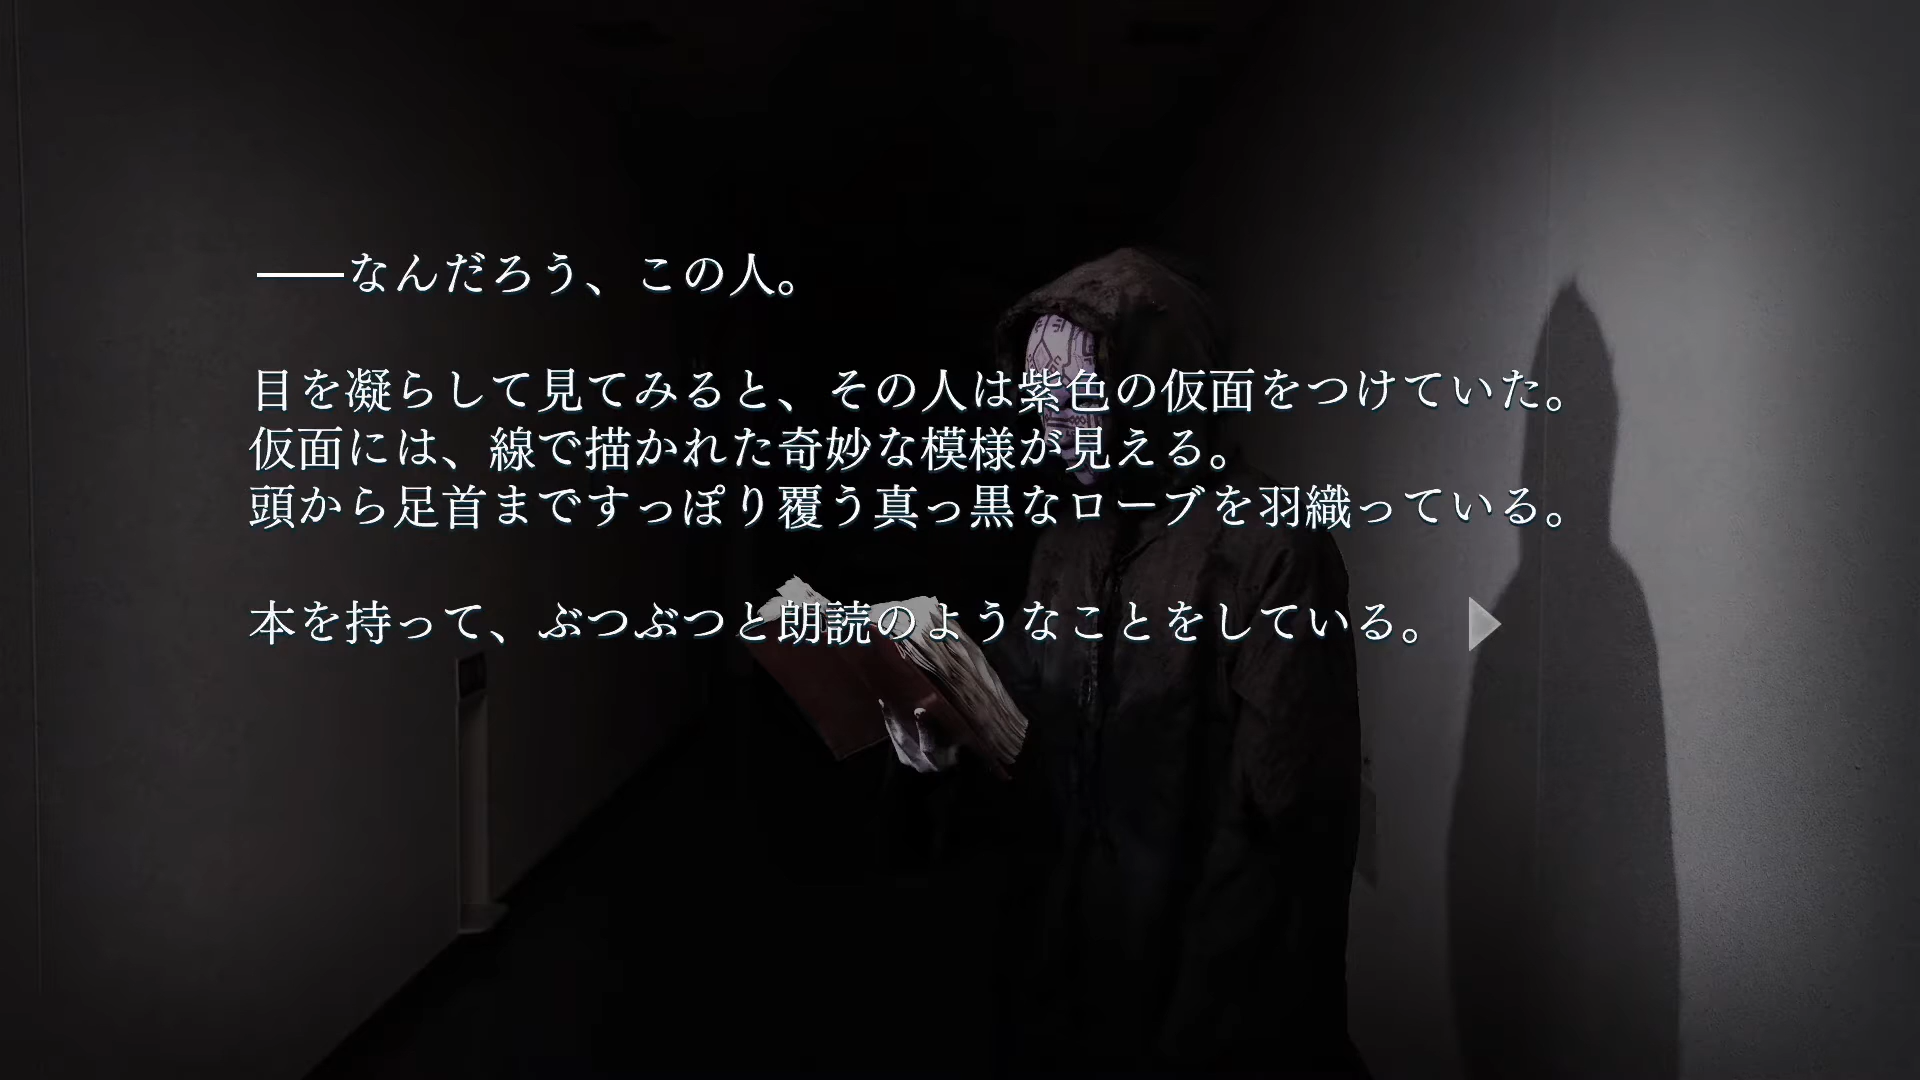 ――なんだろう、この人。
目を凝らして見てみると、その人は紫色の仮面をつけていた。
仮面には、線で描かれた奇妙な模様が見える。
頭から足首まですっぽり覆う真っ黒なローブを羽織っている。
本を持って、ぶつぶつと朗読のようなことをしている。